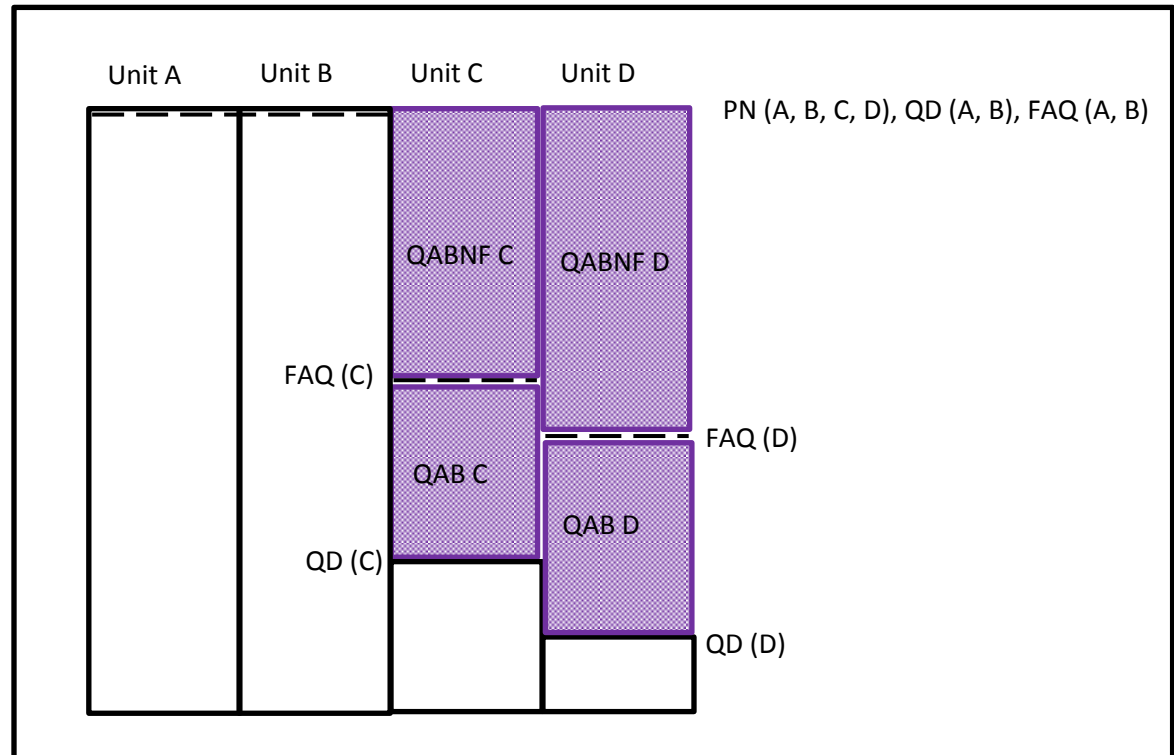 Unit A
Unit B
Unit C
Unit D
PN (A, B, C, D), QD (A, B), FAQ (A, B)
QABNF C
QABNF D
FAQ (C)
FAQ (D)
QAB C
QAB D
QD (C)
QD (D)